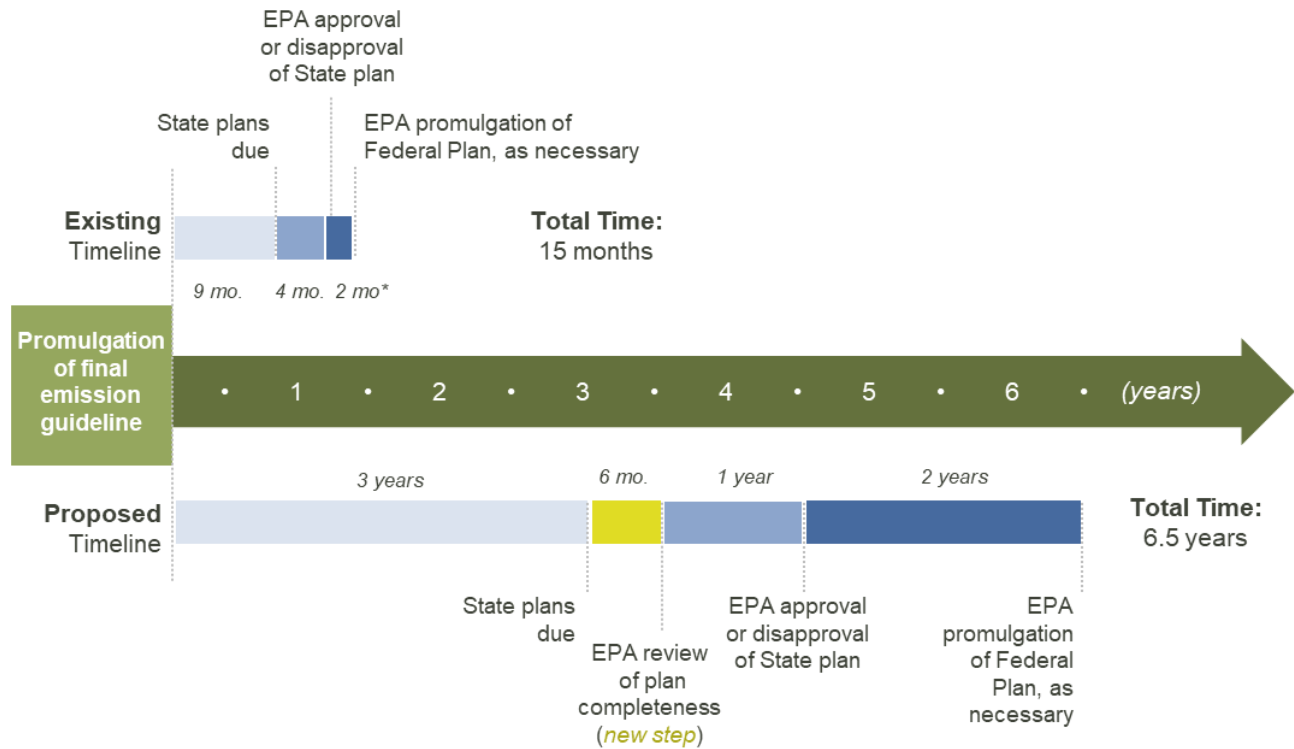 EPA approval
or disapproval
of State plan
State plans
due
EPA promulgation of
Federal Plan, as necessary
Existing
Timeline
Total Time:
15 months
9 mo.
4 mo.
2 mo*
Promulgation
of final
emission
guideline
• 1 • 2 • 3 • 4 • 5 • 6 • (years)
3 years
6 mo.
1 year
2 years
Proposed
Timeline
Total Time:
6.5 years
State plans
due
EPA review
of plan
completeness
(new step)
EPA approval
or disapproval
of State plan
EPA
promulgation
of Federal
Plan, as
necessary